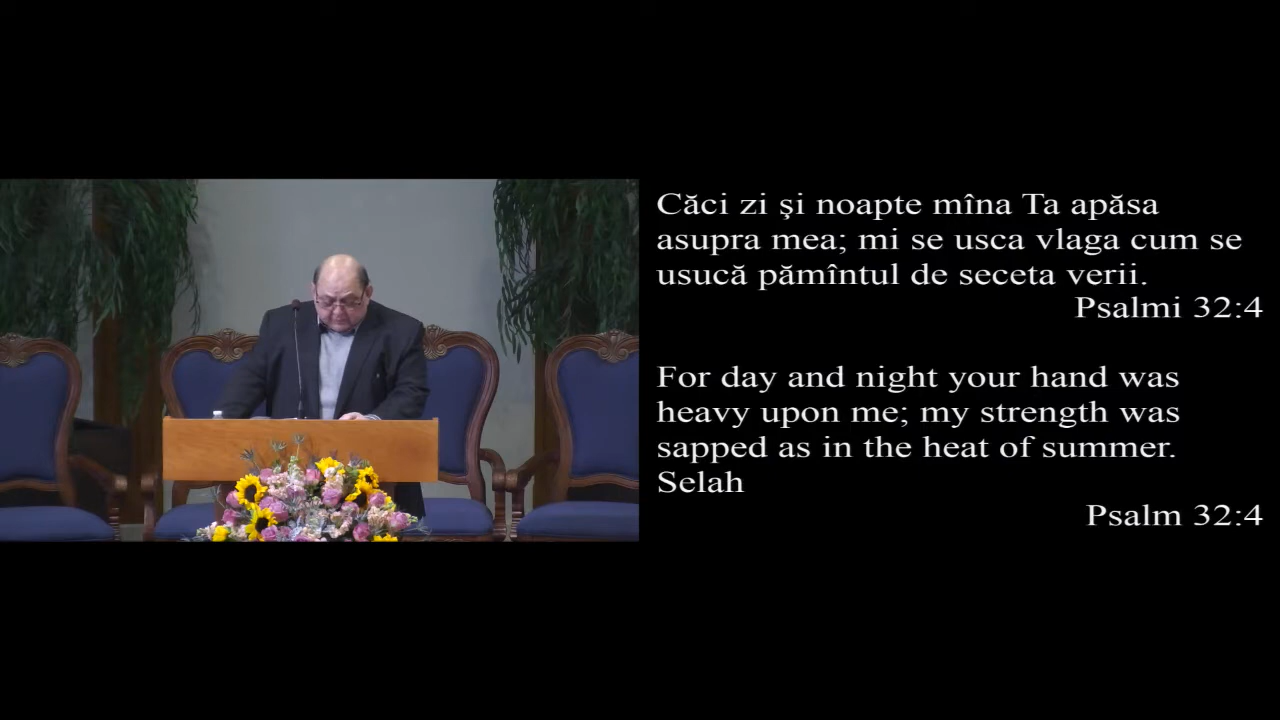 Căci zi şi noapte mîna Ta apăsa
asupra mea; mi se usca vlaga cum se
usucă pămîntul de seceta verii.
Psalmi 32:4
For day and night your hand was
heavy upon me; my strength was
sapped as in the heat of summer.
Selah
Psalm 32:4